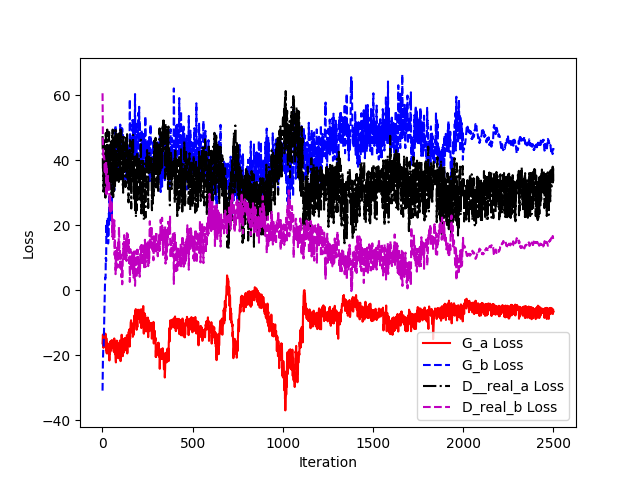 60
40
20
0
−20
−40
Loss
0
500
1000
1500
2000
2500
Iteration
G_a Loss
G_b Loss
D__real_a Loss
D_real_b Loss